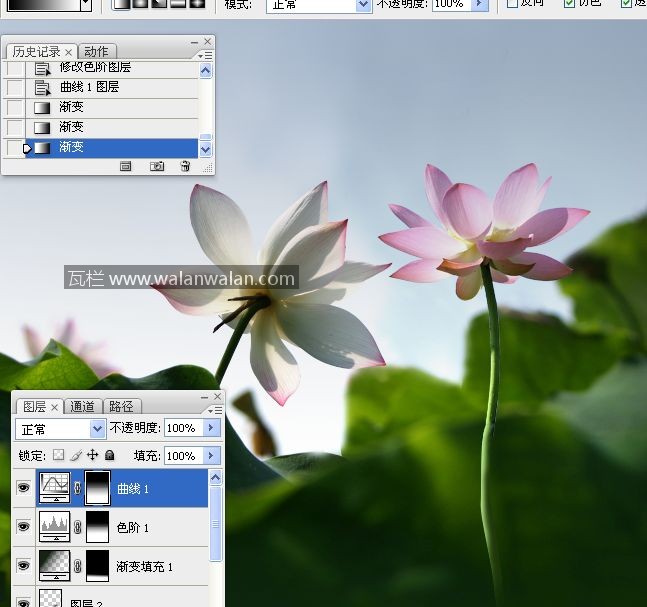 模式:
正常
不透明度:
100%
反向
仿色
历史记录 ×
动作
修改色阶图层
曲线 1 图层
渐变
渐变
渐变
瓦栏 www.walanwalan.com
图层 ×
通道
路径
正常
不透明度:
100%
锁定:
填充:
100%
曲线 1
色阶 1
渐变填充 1
图层 2